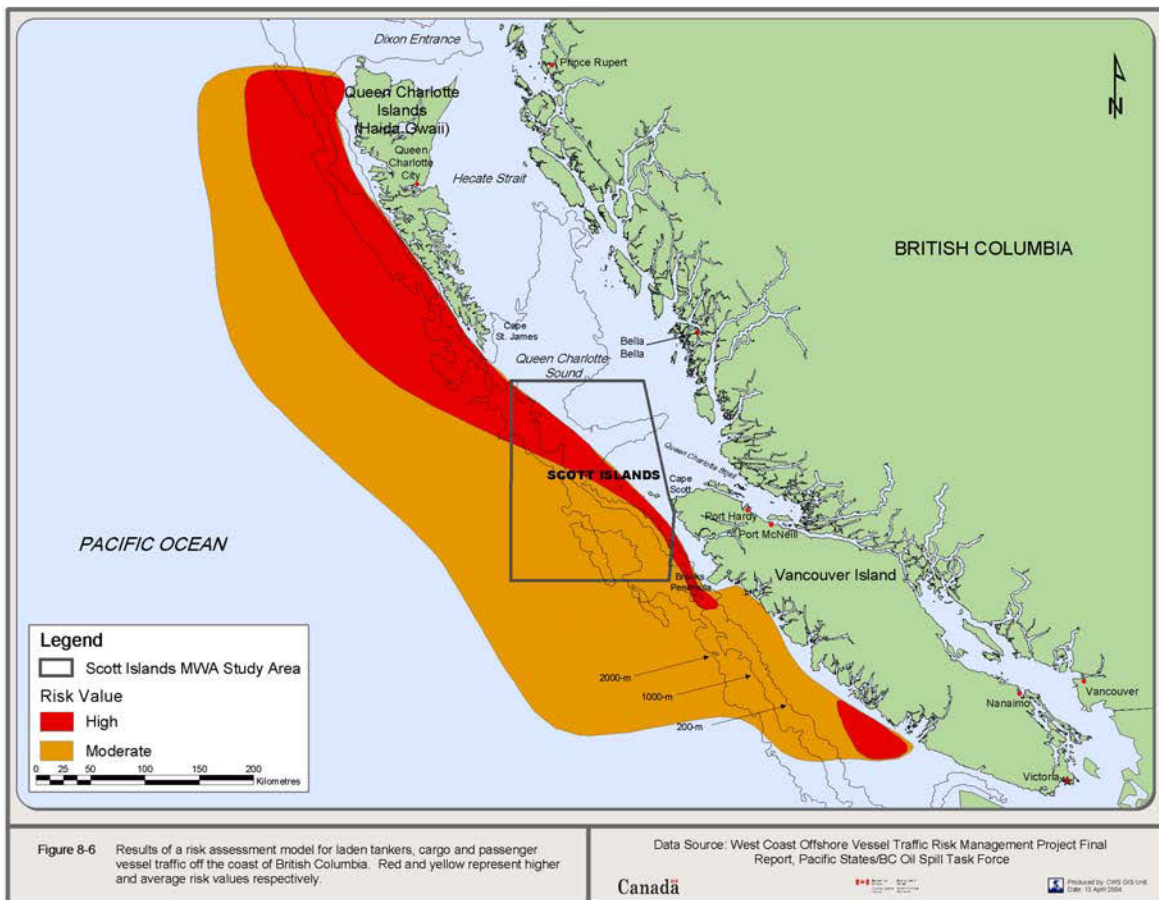 Dixon Entrance
Prince Rupert
N
Queen Charlotte
Islands
(Haida Gwaii)
Queen
Charlotte
City
Hecate Strait
BRITISH COLUMBIA
Cape
St. James
Bella
Bella
Queen Charlotte
Sound
SCOTT ISLANDS
Queen Charlotte Strait
Cape
Scott
Port Hardy
Port McNeill
PACIFIC OCEAN
Vancouver Island
Brooks
Peninsula
Legend
Scott Islands MWA Study Area
Risk Value
High
Moderate
0 25 50 100 150 200
Kilometres
2000-m
1000-m
200-m
Vancouver
Nanaimo
Victoria
Figure 8-6 Results of a risk assessment model for laden tankers, cargo and passenger
vessel traffic off the coast of British Columbia. Red and yellow represent higher
and average risk values respectively.
Data Source: West Coast Offshore Vessel Traffic Risk Management Project Final
Report, Pacific States/BC Oil Spill Task Force
Canada
Produced by: CWS GIS Unit
Date: 13 April 2004